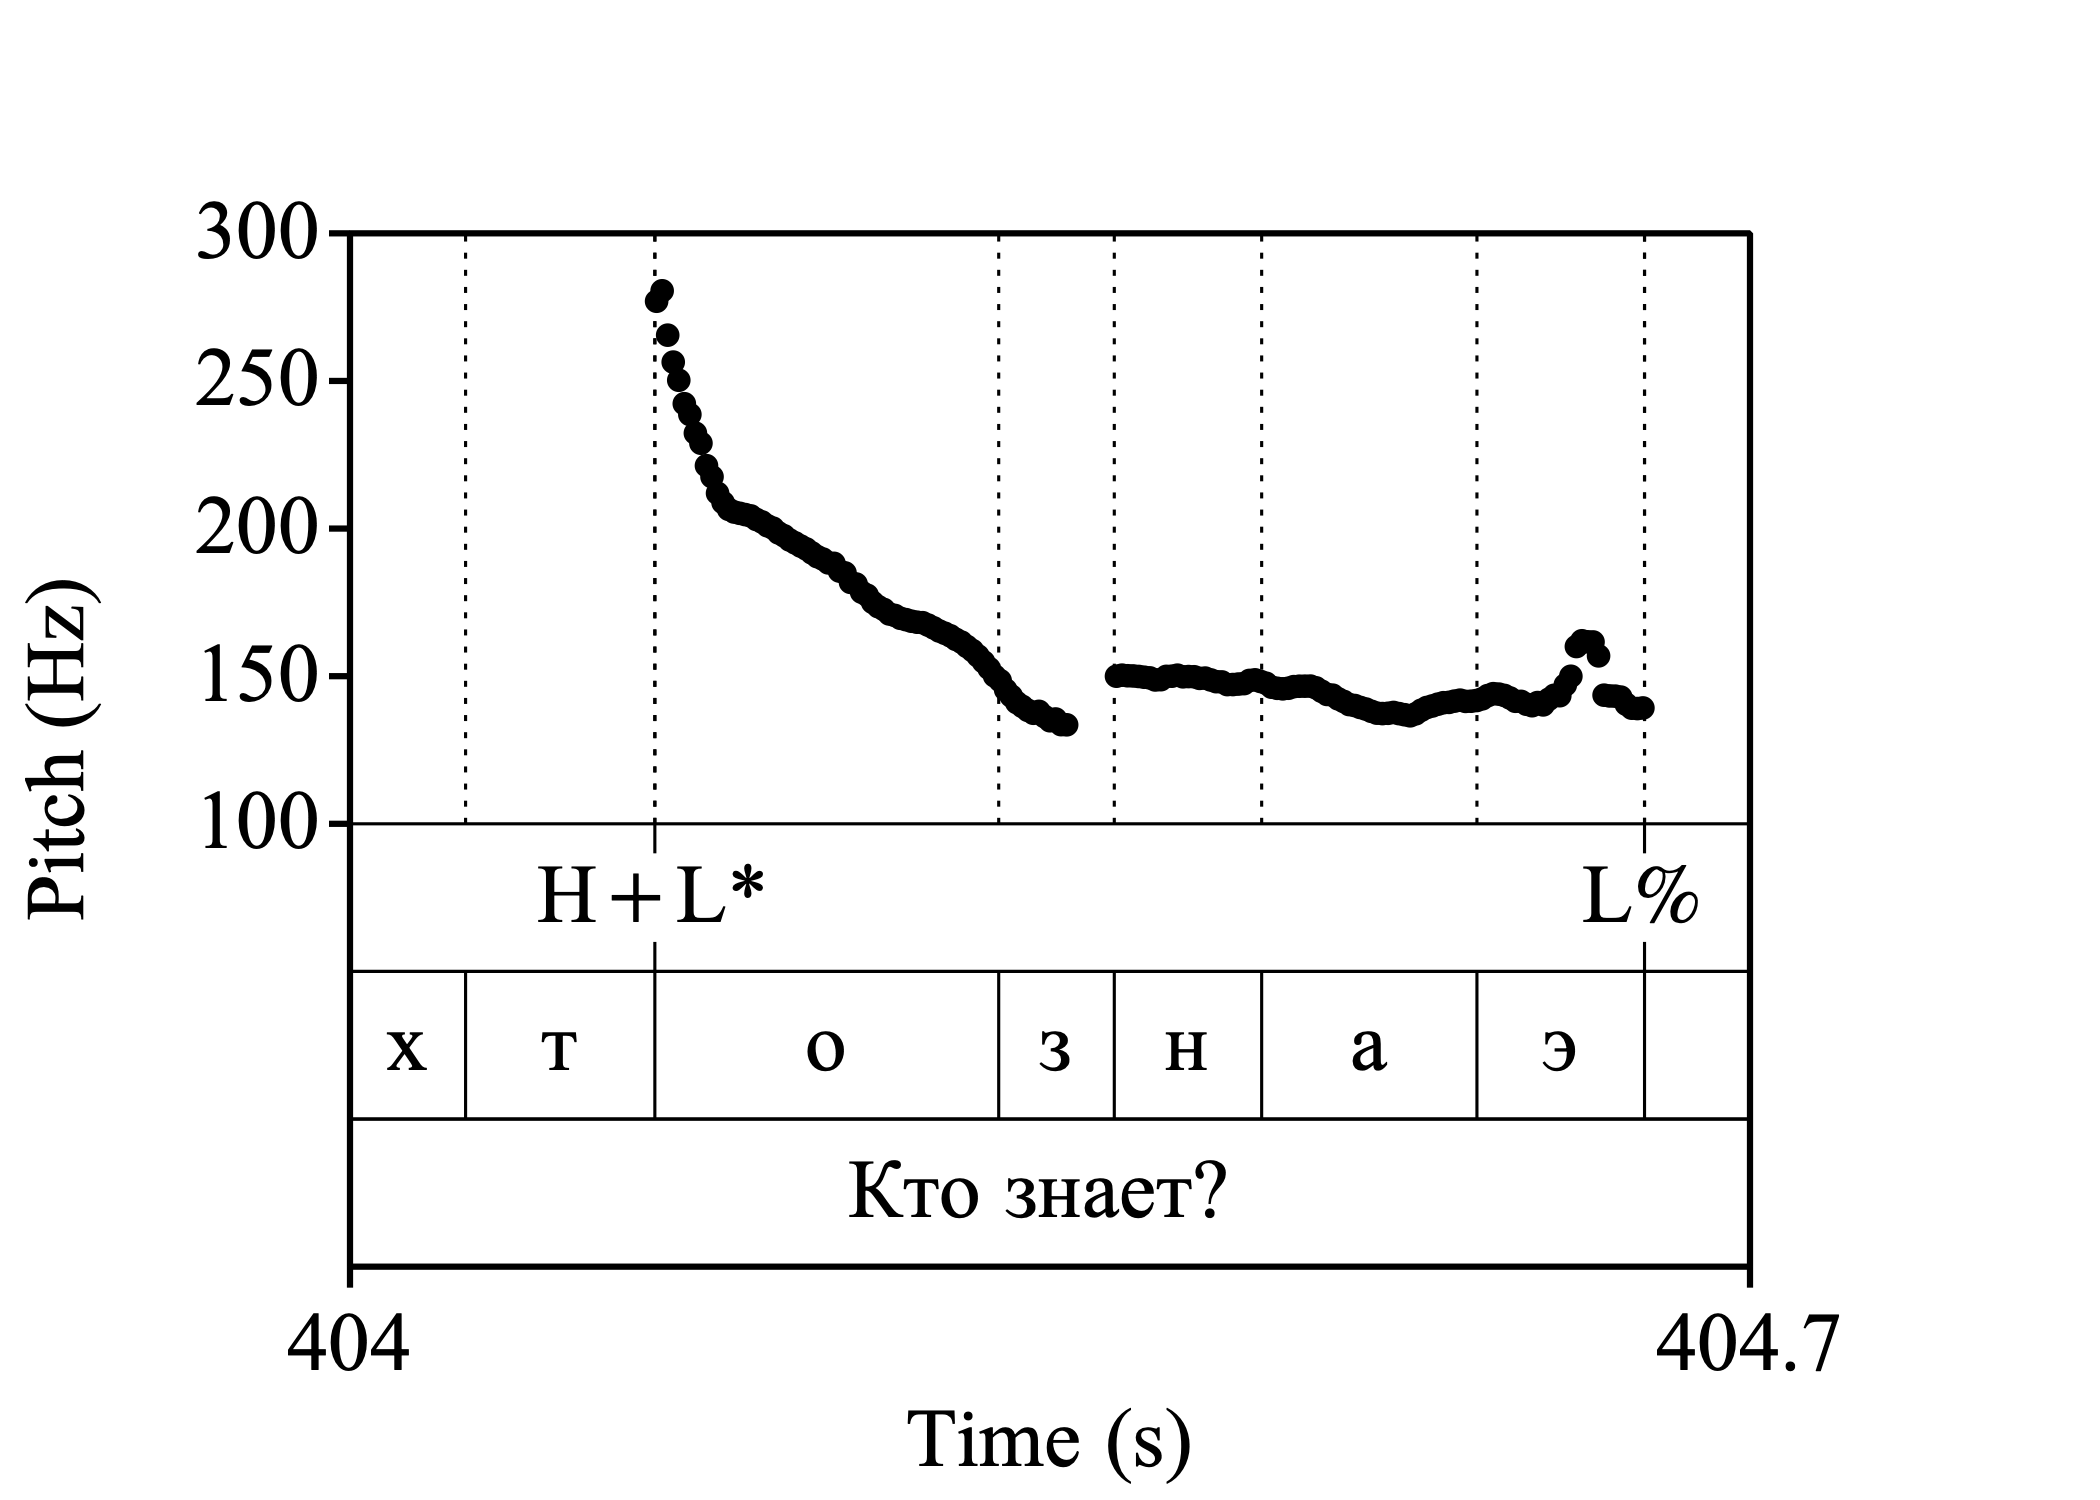 300
250
200
150
100
Pitch (Hz)
H+L* L%
х т о з н а э
Кто знает?
404 404.7
Time (s)